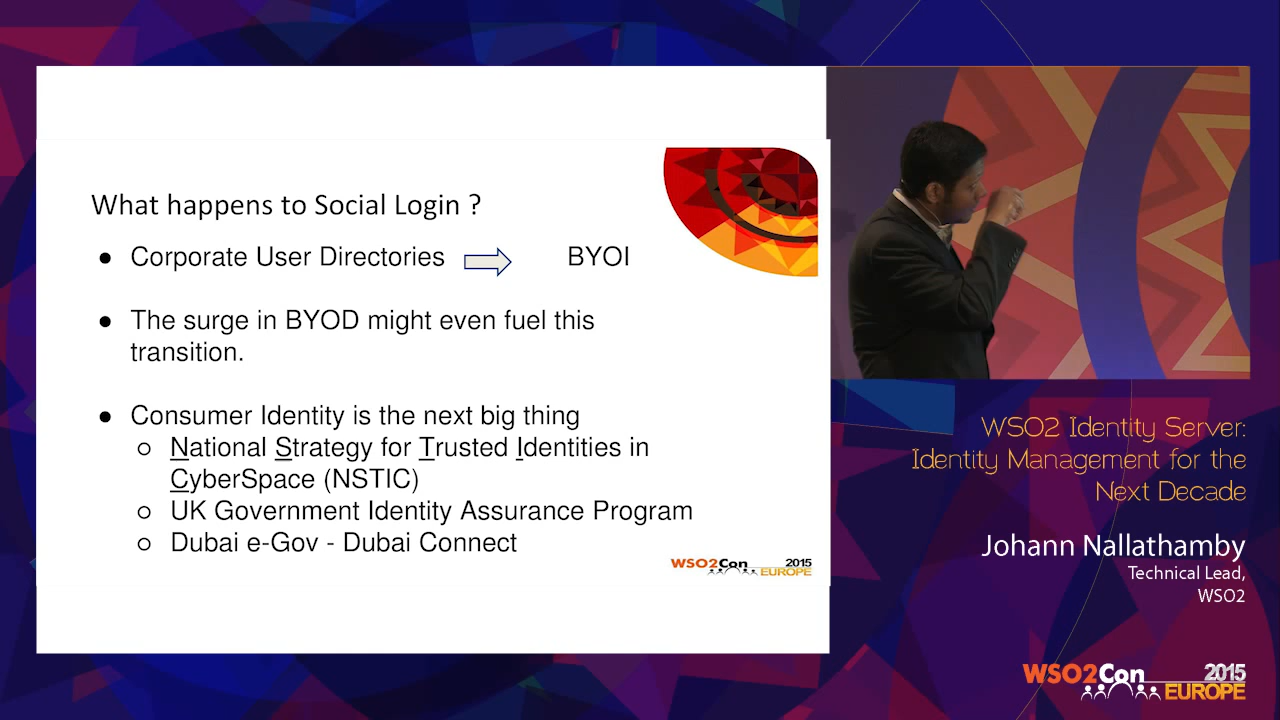 What happens to Social Login ?
● Corporate User Directories BYOI
● The surge in BYOD might even fuel this
transition.
● Consumer Identity is the next big thing
○ National Strategy for Trusted Identities in
CyberSpace (NSTIC)
○ UK Government Identity Assurance Program
○ Dubai e-Gov - Dubai Connect
WSO2Con 2015
EUROPE
WSO2 Identity Server:
Identity Management for the
Next Decade
Johann Nallathamby
Technical Lead,
WSO2
WSO2Con 2015
EUROPE